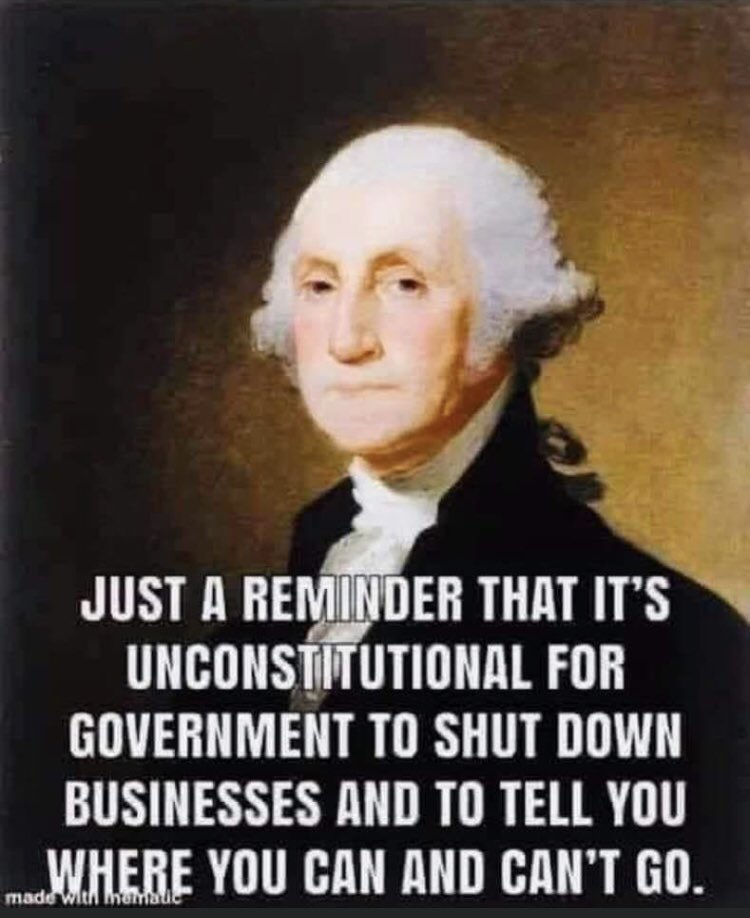 JUST A REMINDER THAT IT'S
UNCONSTITUTIONAL FOR
GOVERNMENT TO SHUT DOWN
BUSINESSES AND TO TELL YOU
WHERE YOU CAN AND CAN'T GO.
made with mematic